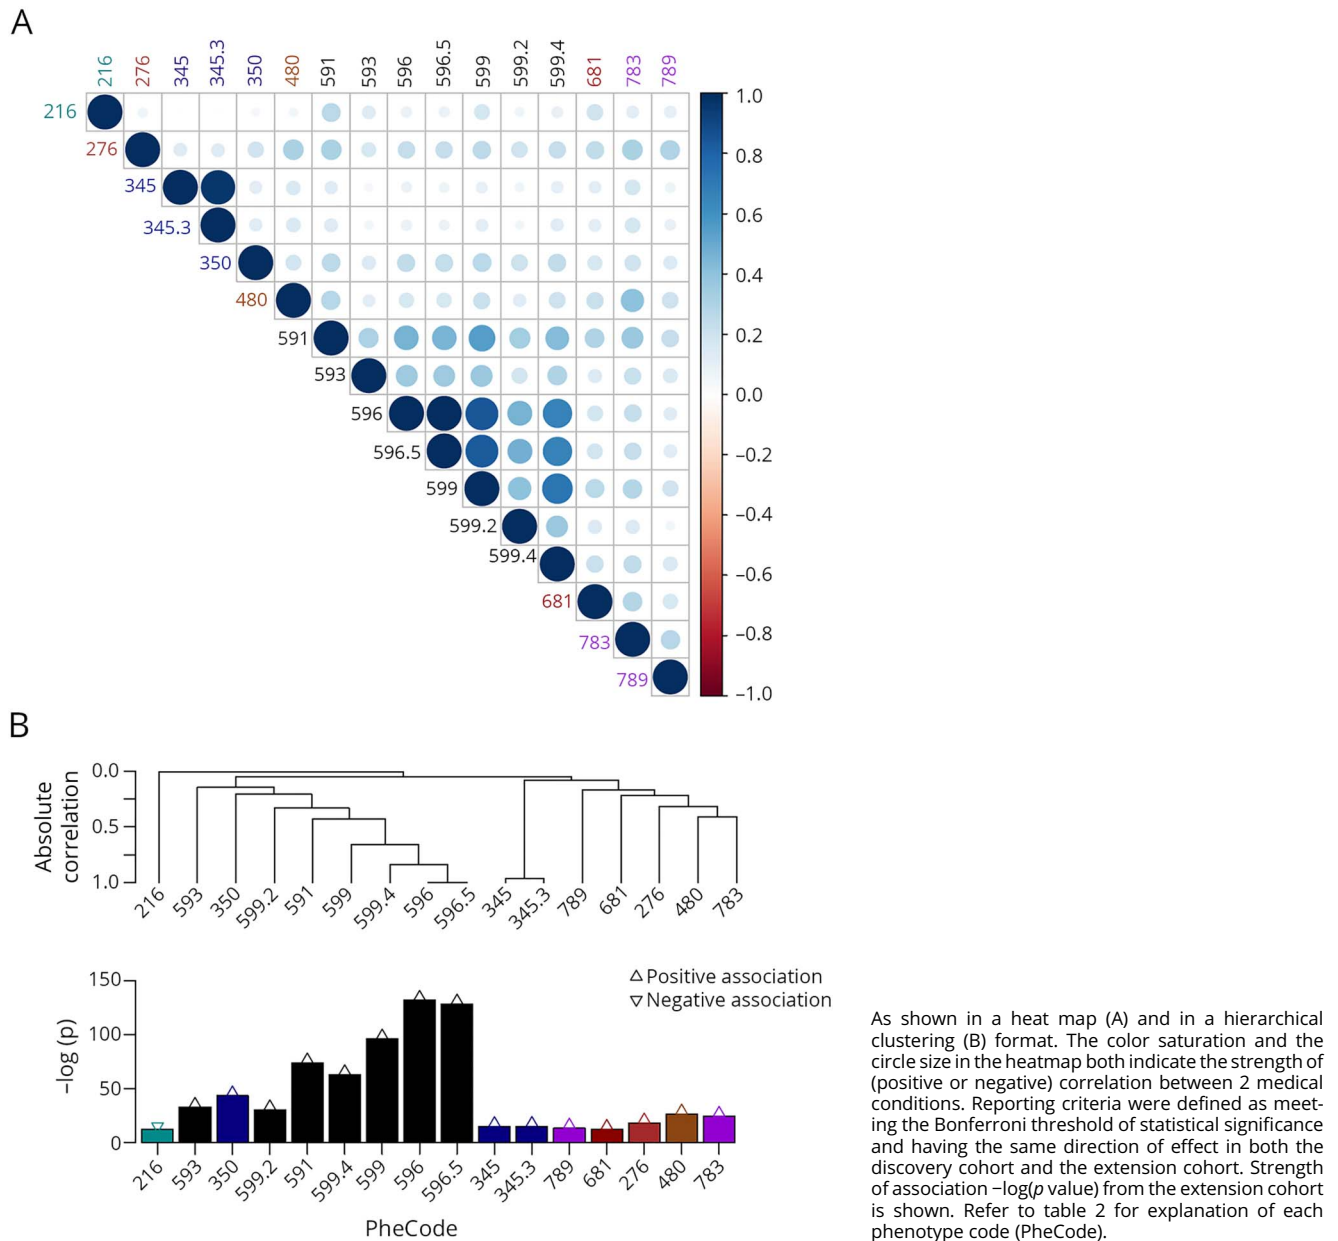 A
216 276 345 345.3 350 480 591 593 596 596.5 599 599.2 599.4 681 783 789
216
276
345
345.3
350
480
591
593
596
596.5
599
599.2
599.4
681
783
789
1.0
0.8
0.6
0.4
0.2
0.0
−0.2
−0.4
−0.6
−0.8
−1.0
B
Absolute
correlation
0.0
0.5
1.0
216 593 350 599.2 591 599 599.4 596 596.5 345 345.3 789 681 276 480 783
△ Positive association
▽ Negative association
−log (p)
150
100
50
0
216 593 350 599.2 591 599.4 599 596 596.5 345 345.3 789 681 276 480 783
PheCode
As shown in a heat map (A) and in a hierarchical
clustering (B) format. The color saturation and the
circle size in the heatmap both indicate the strength of
(positive or negative) correlation between 2 medical
conditions. Reporting criteria were defined as meet-
ing the Bonferroni threshold of statistical significance
and having the same direction of effect in both the
discovery cohort and the extension cohort. Strength
of association −log(p value) from the extension cohort
is shown. Refer to table 2 for explanation of each
phenotype code (PheCode).